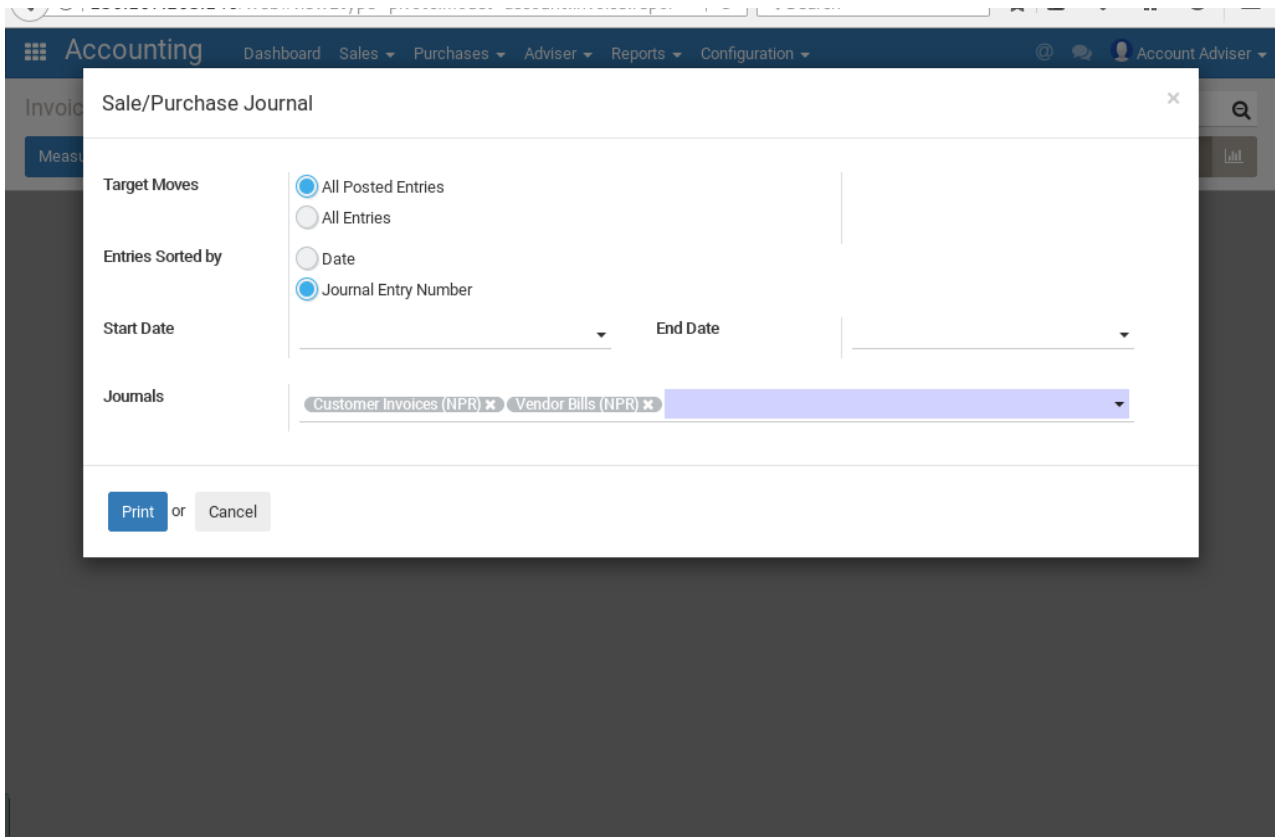 Accounting Dashboard Sales Purchases Adviser Reports Configuration @ Account Adviser
Invoic
Sale/Purchase Journal ×
Measu
Target Moves All Posted Entries
All Entries
Entries Sorted by Date
Journal Entry Number
Start Date End Date
Journals Customer Invoices (NPR) × Vendor Bills (NPR) ×
Print or Cancel